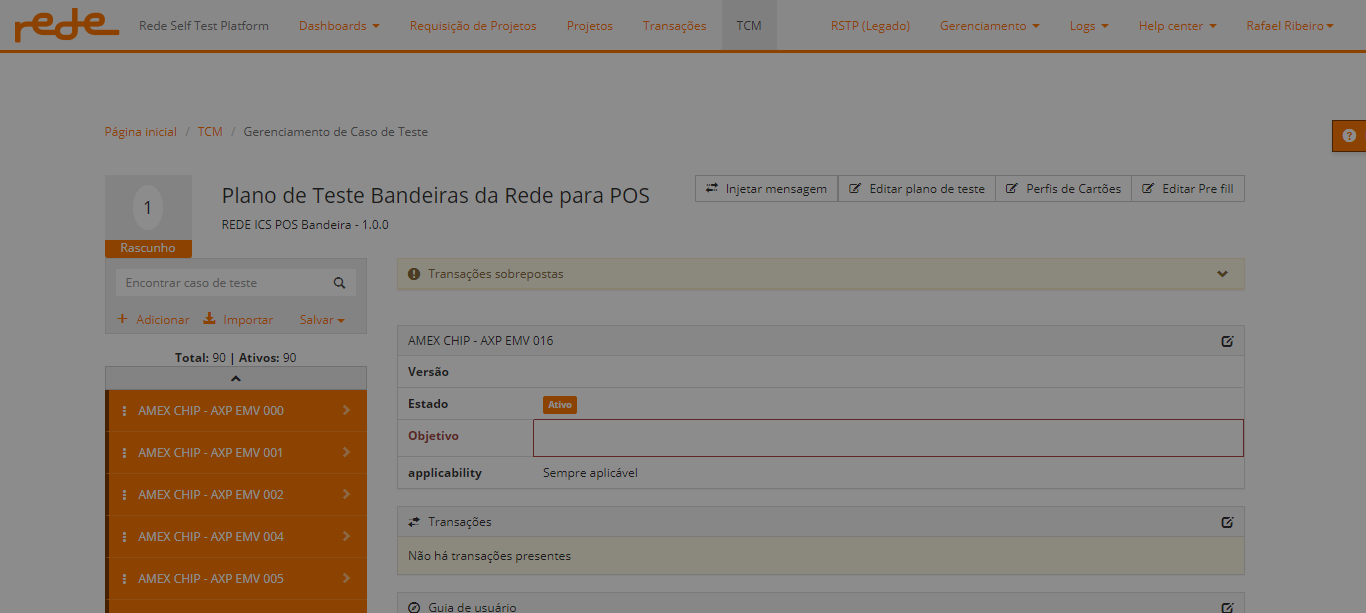 rede Rede Self Test Platform Dashboards Requisição de Projetos Projetos Transações TCM RSTP (Legado) Gerenciamento Logs Help center Rafael Ribeiro
Página inicial / TCM / Gerenciamento de Caso de Teste
1
Rascunho
Plano de Teste Bandeiras da Rede para POS
REDE ICS POS Bandeira - 1.0.0
Injetar mensagem Editar plano de teste Perfis de Cartões Editar Pre fill
Encontrar caso de teste
+ Adicionar Importar Salvar
Total: 90 | Ativos: 90
AMEX CHIP - AXP EMV 000
AMEX CHIP - AXP EMV 001
AMEX CHIP - AXP EMV 002
AMEX CHIP - AXP EMV 004
AMEX CHIP - AXP EMV 005
Transações sobrepostas
AMEX CHIP - AXP EMV 016
Versão
Estado Ativo
Objetivo
applicability Sempre aplicável
Transações
Não há transações presentes
Guia de usuário